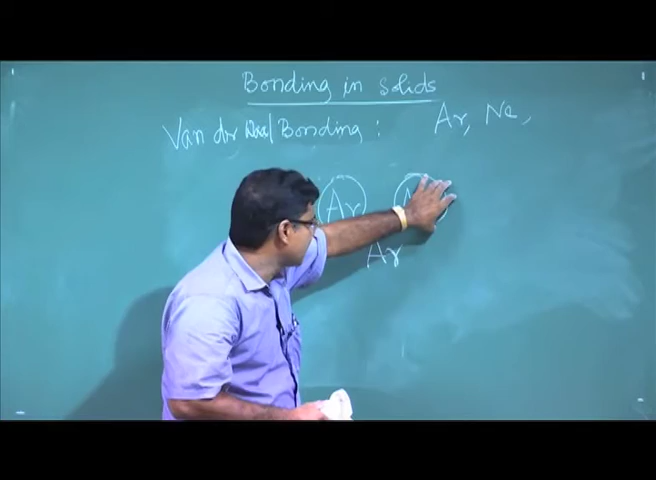 Bonding in solids
Van der Waal Bonding : Ar, Ne,
Ar
Ar